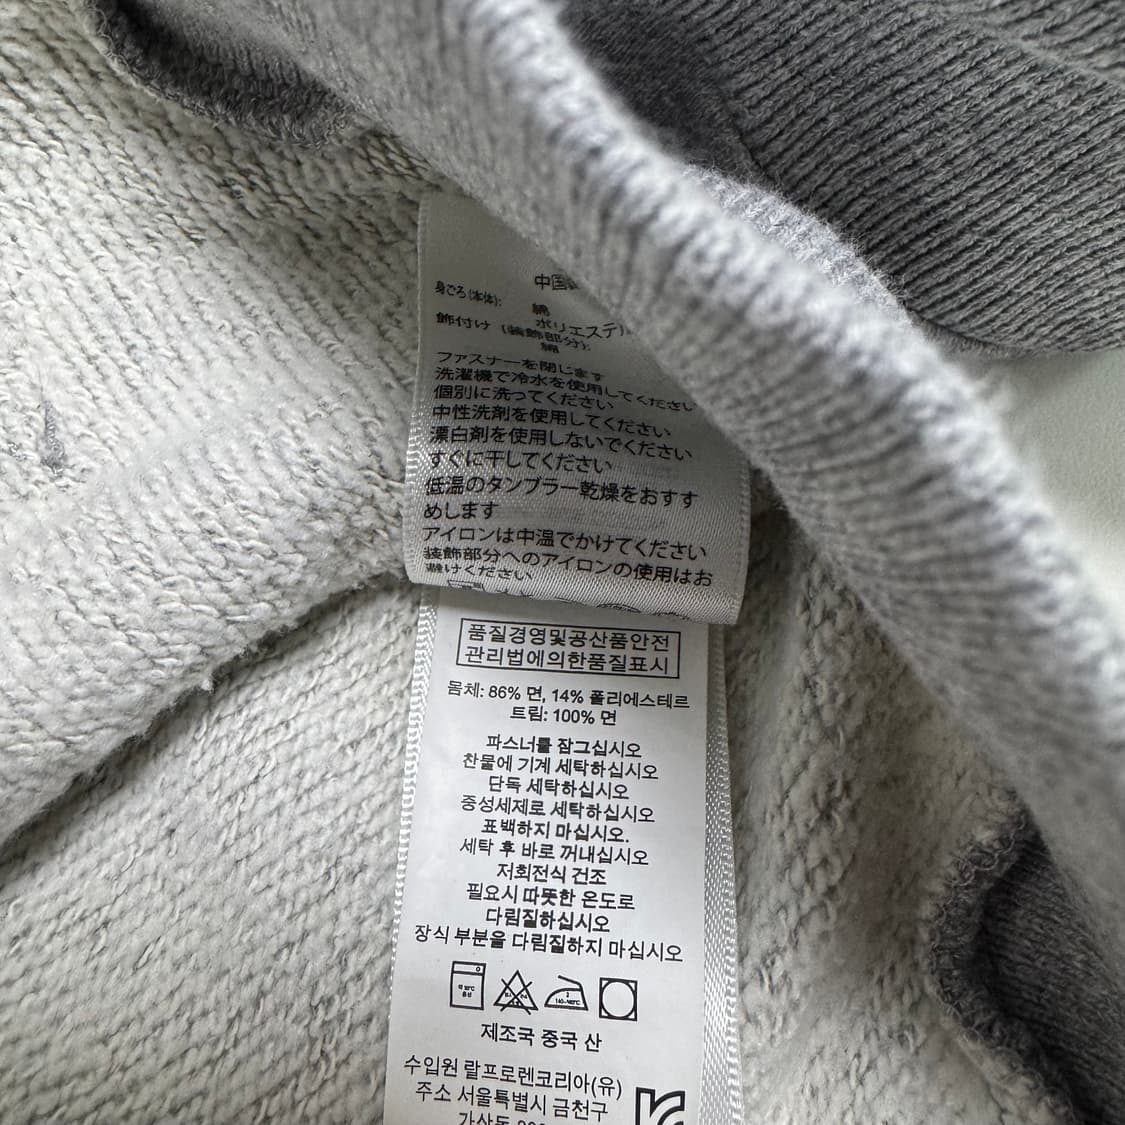 中国
身ごろ(本体):
綿
ポリエステル
飾付け (装飾部分):
綿
ファスナーを閉じます
洗濯機で冷水を使用してください
個別に洗ってください
中性洗剤を使用してください
漂白剤を使用しないでください
すぐに干してください
低温のタンブラー乾燥をおすす
めします
アイロンは中温でかけてください
装飾部分へのアイロンの使用はお
避けください
품질경영및공산품안전
관리법에의한품질표시
몸체: 86% 면, 14% 폴리에스테르
트림: 100% 면
파스너를 잠그십시오
찬물에 기계 세탁하십시오
단독 세탁하십시오
중성세제로 세탁하십시오
표백하지 마십시오.
세탁 후 바로 꺼내십시오
저회전식 건조
필요시 따뜻한 온도로
다림질하십시오
장식 부분을 다림질하지 마십시오
제조국 중국 산
수입원 랄프로렌코리아(유)
주소 서울특별시 금천구
가산동